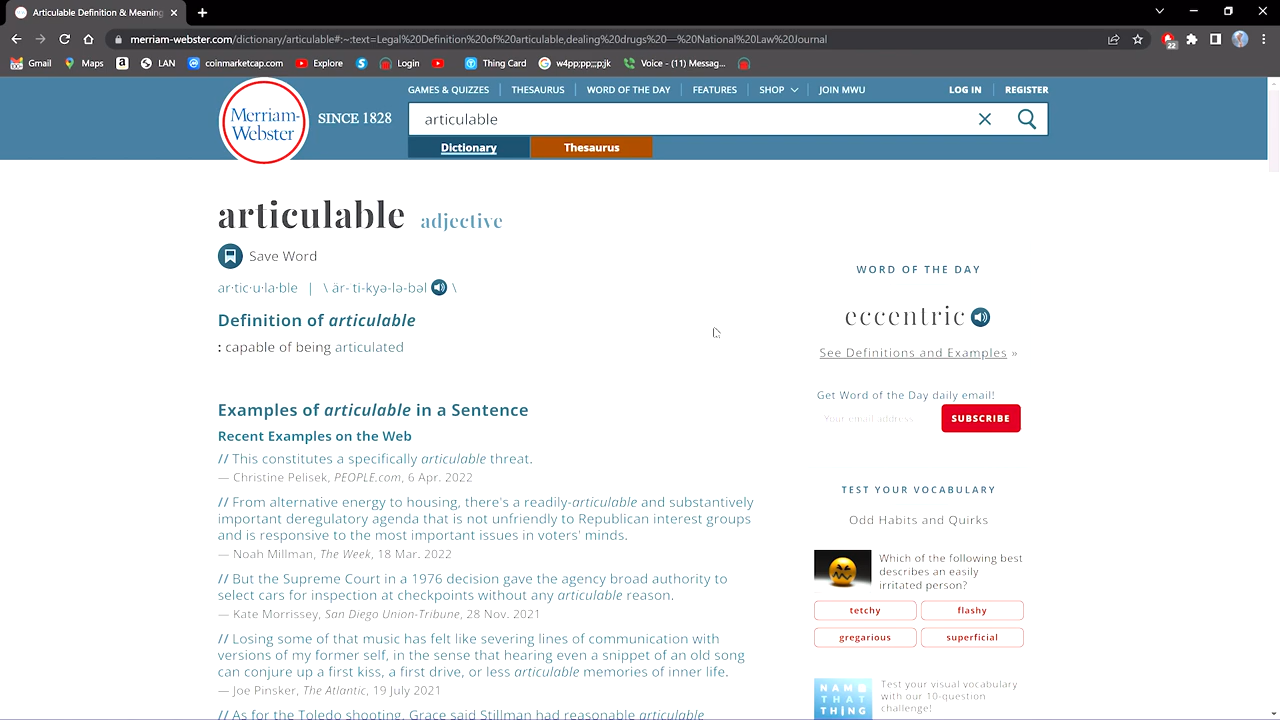 Articulable Definition & Meaning
merriam-webster.com/dictionary/articulable#:~:text=Legal%20Definition%20of%20articulable,dealing%20drugs%20—%20National%20Law%20Journal
22
Gmail
Maps
LAN
coinmarketcap.com
Explore
Login
Thing Card
w4pp;pp;jk
Voice - (11) Messag...
Merriam-
Webster
SINCE 1828
GAMES & QUIZZES
THESAURUS
WORD OF THE DAY
FEATURES
SHOP
JOIN MWU
LOG IN
REGISTER
articulable
Dictionary
Thesaurus
articulable adjective
Save Word
ar·tic·u·la·ble | \ är-ˈti-kyə-lə-bəl \
Definition of articulable
: capable of being articulated
Examples of articulable in a Sentence
Recent Examples on the Web
// This constitutes a specifically articulable threat.
— Christine Pelisek, PEOPLE.com, 6 Apr. 2022
// From alternative energy to housing, there's a readily-articulable and substantively
important deregulatory agenda that is not unfriendly to Republican interest groups
and is responsive to the most important issues in voters' minds.
— Noah Millman, The Week, 18 Mar. 2022
// But the Supreme Court in a 1976 decision gave the agency broad authority to
select cars for inspection at checkpoints without any articulable reason.
— Kate Morrissey, San Diego Union-Tribune, 28 Nov. 2021
// Losing some of that music has felt like severing lines of communication with
versions of my former self, in the sense that hearing even a snippet of an old song
can conjure up a first kiss, a first drive, or less articulable memories of inner life.
— Joe Pinsker, The Atlantic, 19 July 2021
// As for the Toledo shooting, Grace said Stillman had reasonable articulable
WORD OF THE DAY
eccentric
See Definitions and Examples »
Get Word of the Day daily email!
Your email address
SUBSCRIBE
TEST YOUR VOCABULARY
Odd Habits and Quirks
Which of the following best
describes an easily
irritated person?
tetchy
flashy
gregarious
superficial
NAM
THAT
THING
Test your visual vocabulary
with our 10-question
challenge!